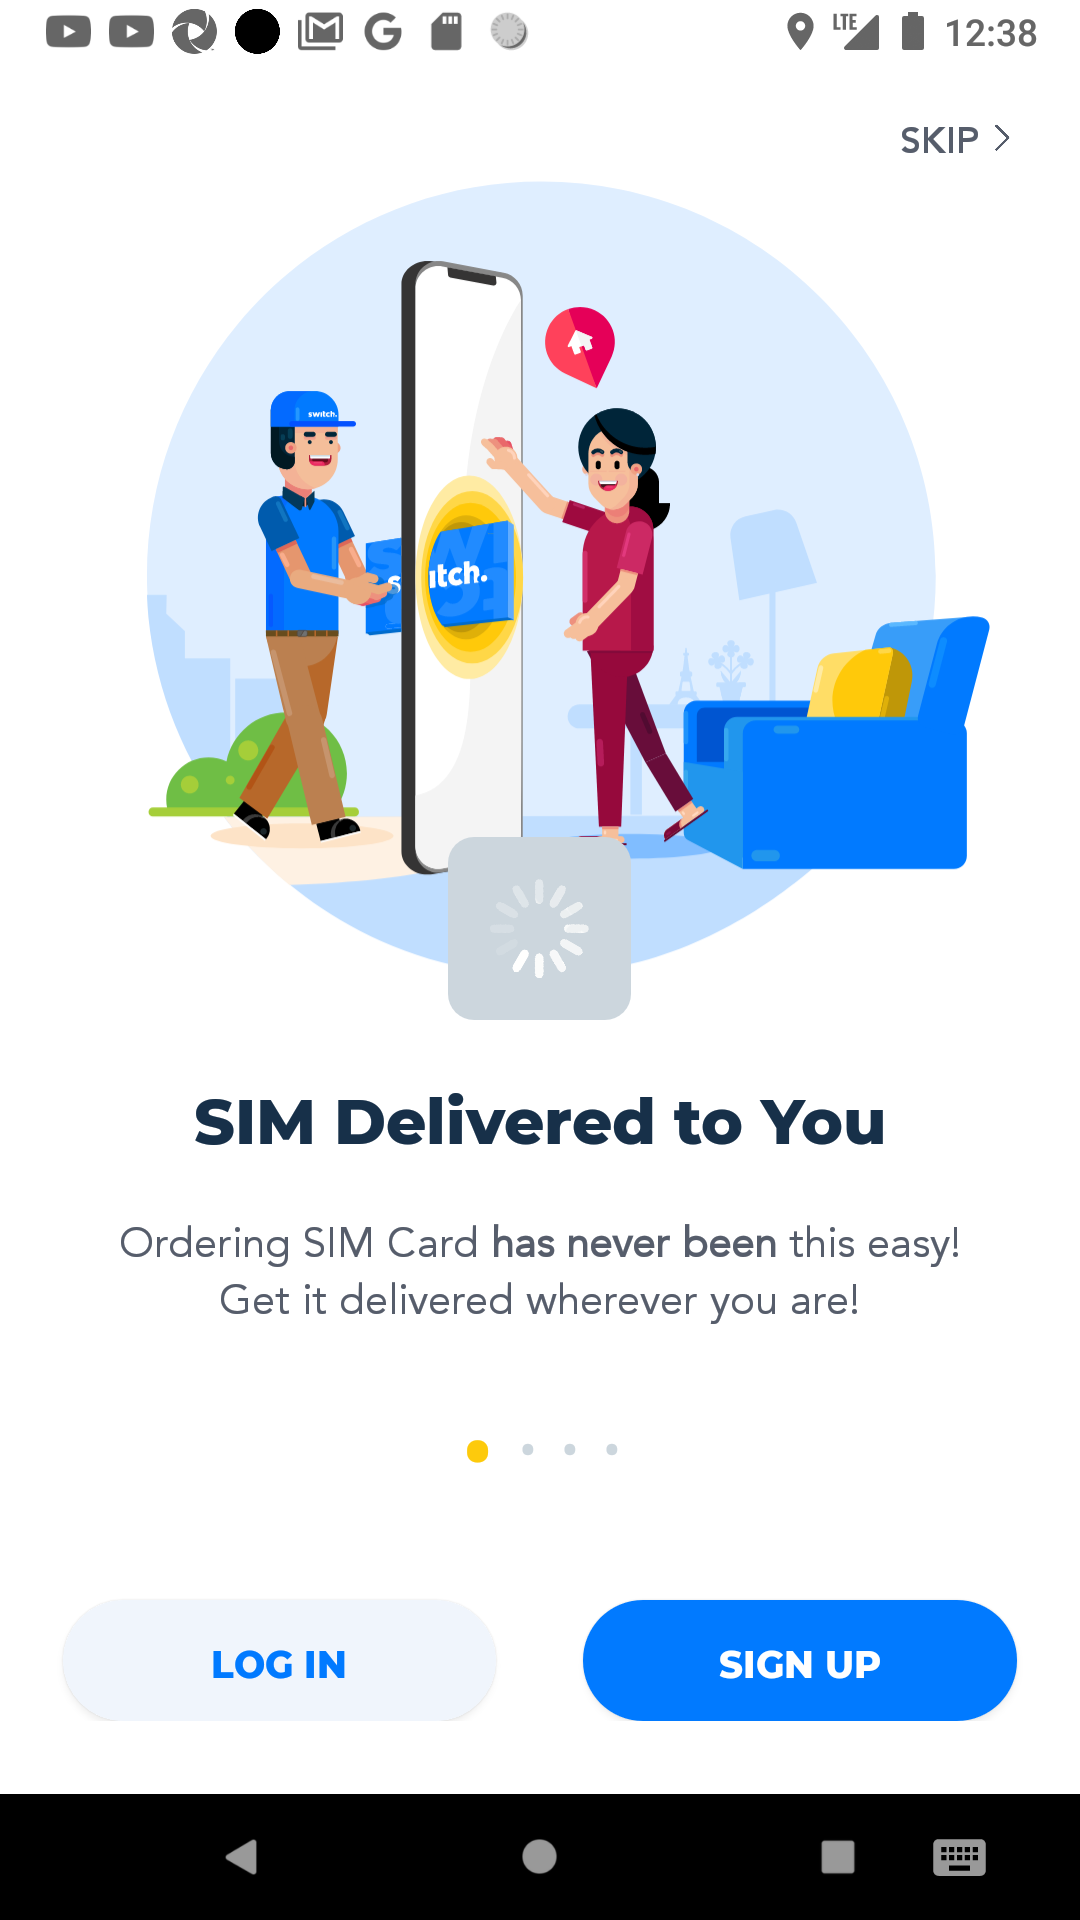 LTE 12:38
SKIP
switch.
s itch.
SIM Delivered to You
Ordering SIM Card has never been this easy!
Get it delivered wherever you are!
LOG IN
SIGN UP